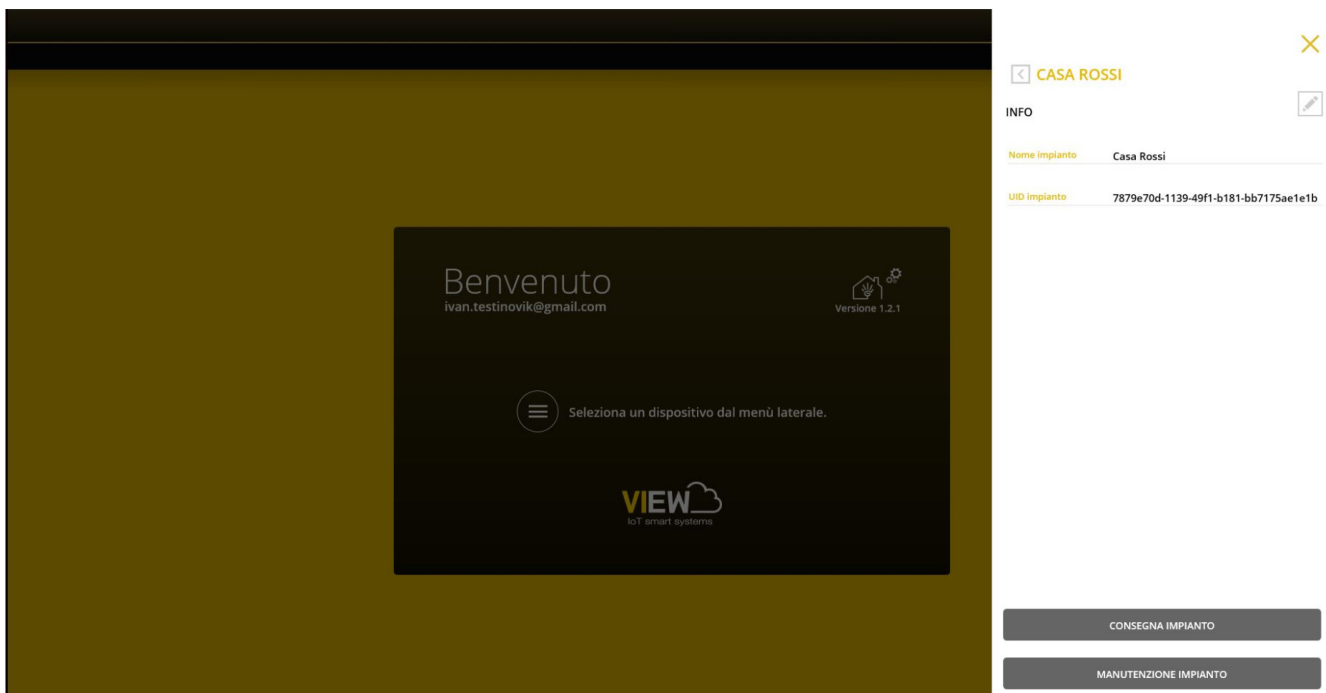 Benvenuto
ivan.testinovik@gmail.com
Versione 1.2.1
Seleziona un dispositivo dal menù laterale.
VIEW
IoT smart systems
CASA ROSSI
INFO
Nome impianto Casa Rossi
UID impianto 7879e70d-1139-49f1-b181-bb7175ae1e1b
CONSEGNA IMPIANTO
MANUTENZIONE IMPIANTO